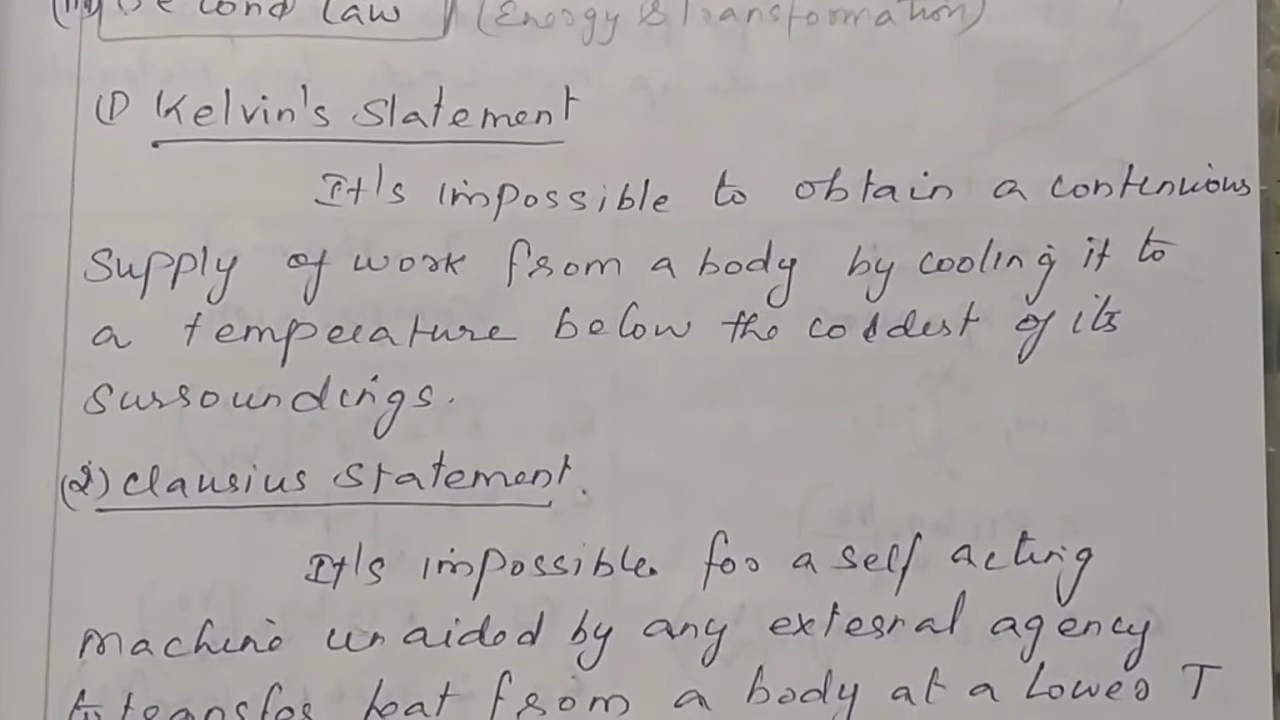 (iii) Second Law (Energy & Transformation)
(1) Kelvin's Statement
It's impossible to obtain a contenuious
supply of work from a body by cooling it to
a temperature below the coldest of its
surroundings.
(2) Clausius Statement.
It's impossible for a self acting
machine unaided by any external agency
to transfer heat from a body at a lower T